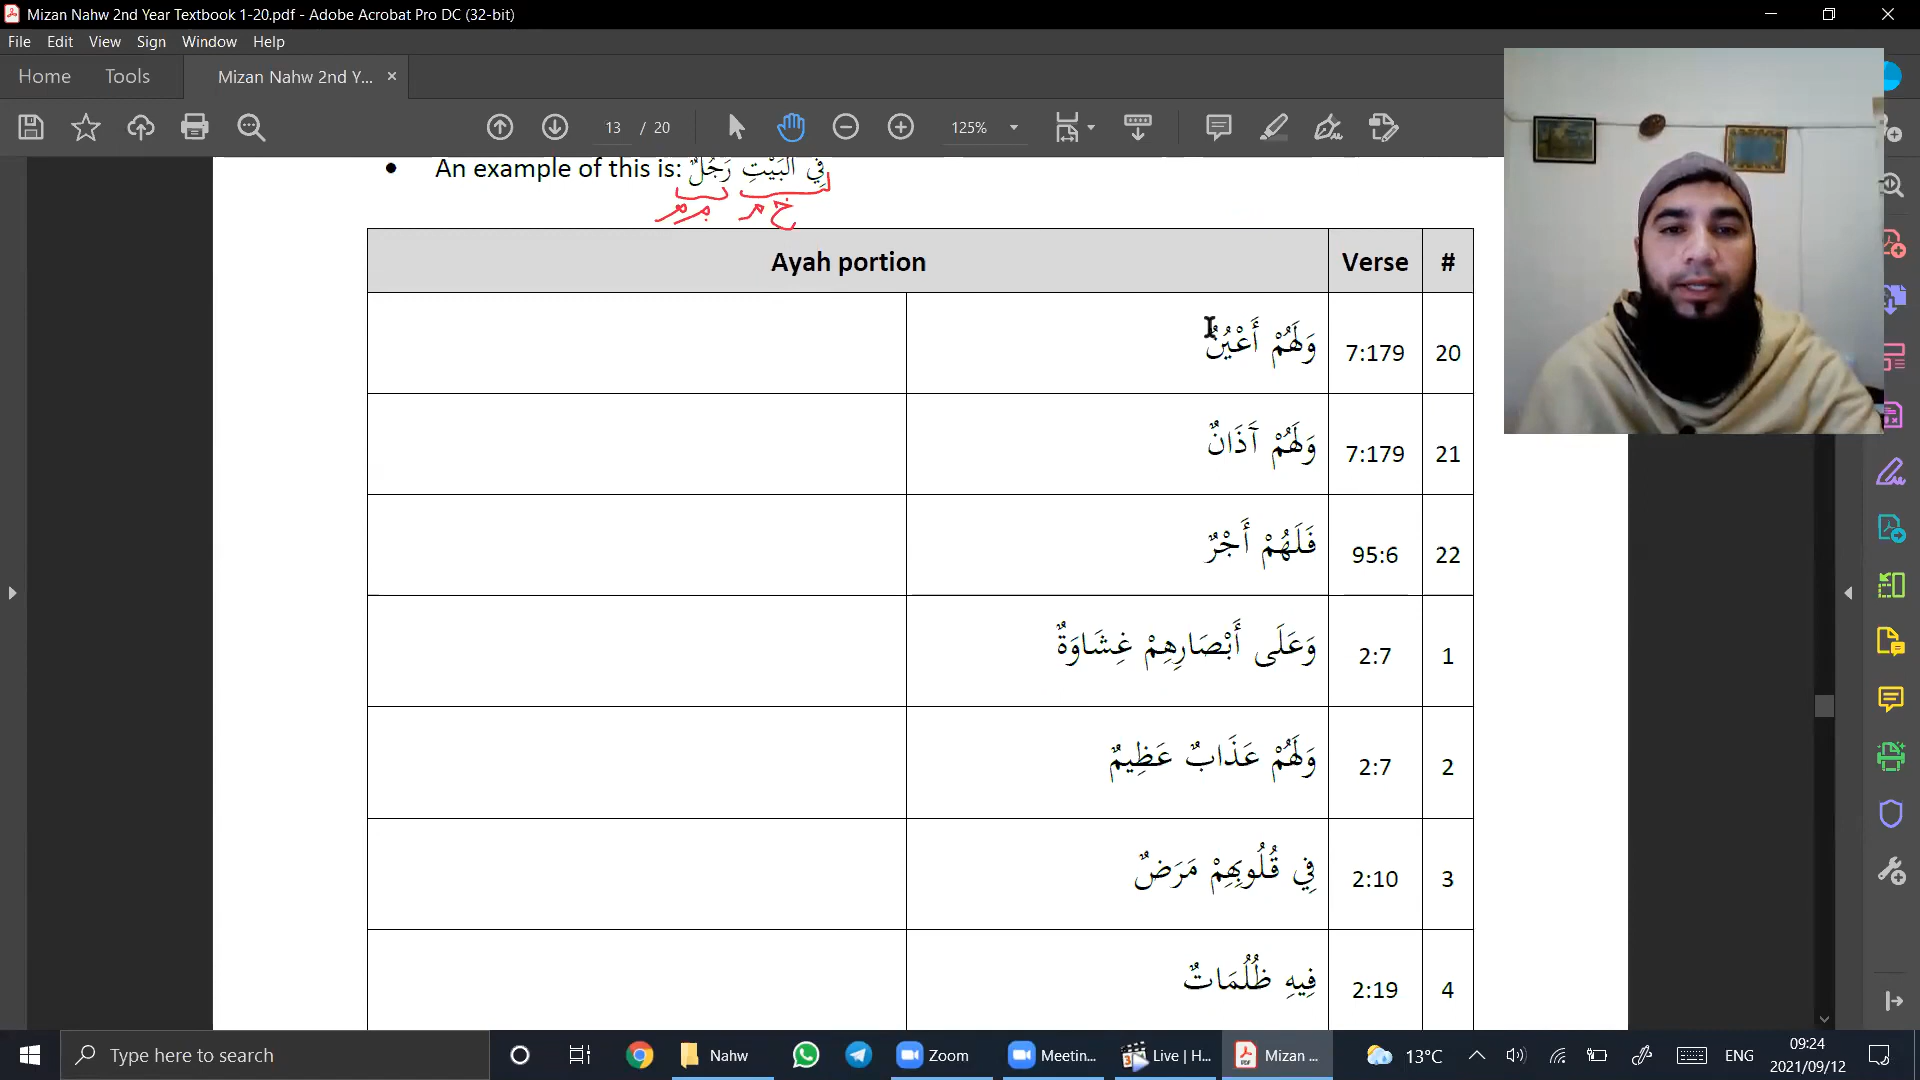 Mizan Nahw 2nd Year Textbook 1-20.pdf - Adobe Acrobat Pro DC (32-bit)
File Edit View Sign Window Help
Home Tools Mizan Nahw 2nd Y...
13 / 20 125%
An example of this is: فِي الْبَيْتِ رَجُلٌ
Ayah portion Verse #
وَلَهُمْ أَعْيُنٌ 7:179 20
وَلَهُمْ آَذَانٌ 7:179 21
فَلَهُمْ أَجْرٌ 95:6 22
وَعَلَى أَبْصَارِهِمْ غِشَاوَةٌ 2:7 1
وَلَهُمْ عَذَابٌ عَظِيمٌ 2:7 2
فِي قُلُوبِهِمْ مَرَضٌ 2:10 3
فِيهِ ظُلُمَاتٌ 2:19 4
Type here to search Nahw Zoom Meetin... Live | H... Mizan ... 13°C ENG 09:24
2021/09/12